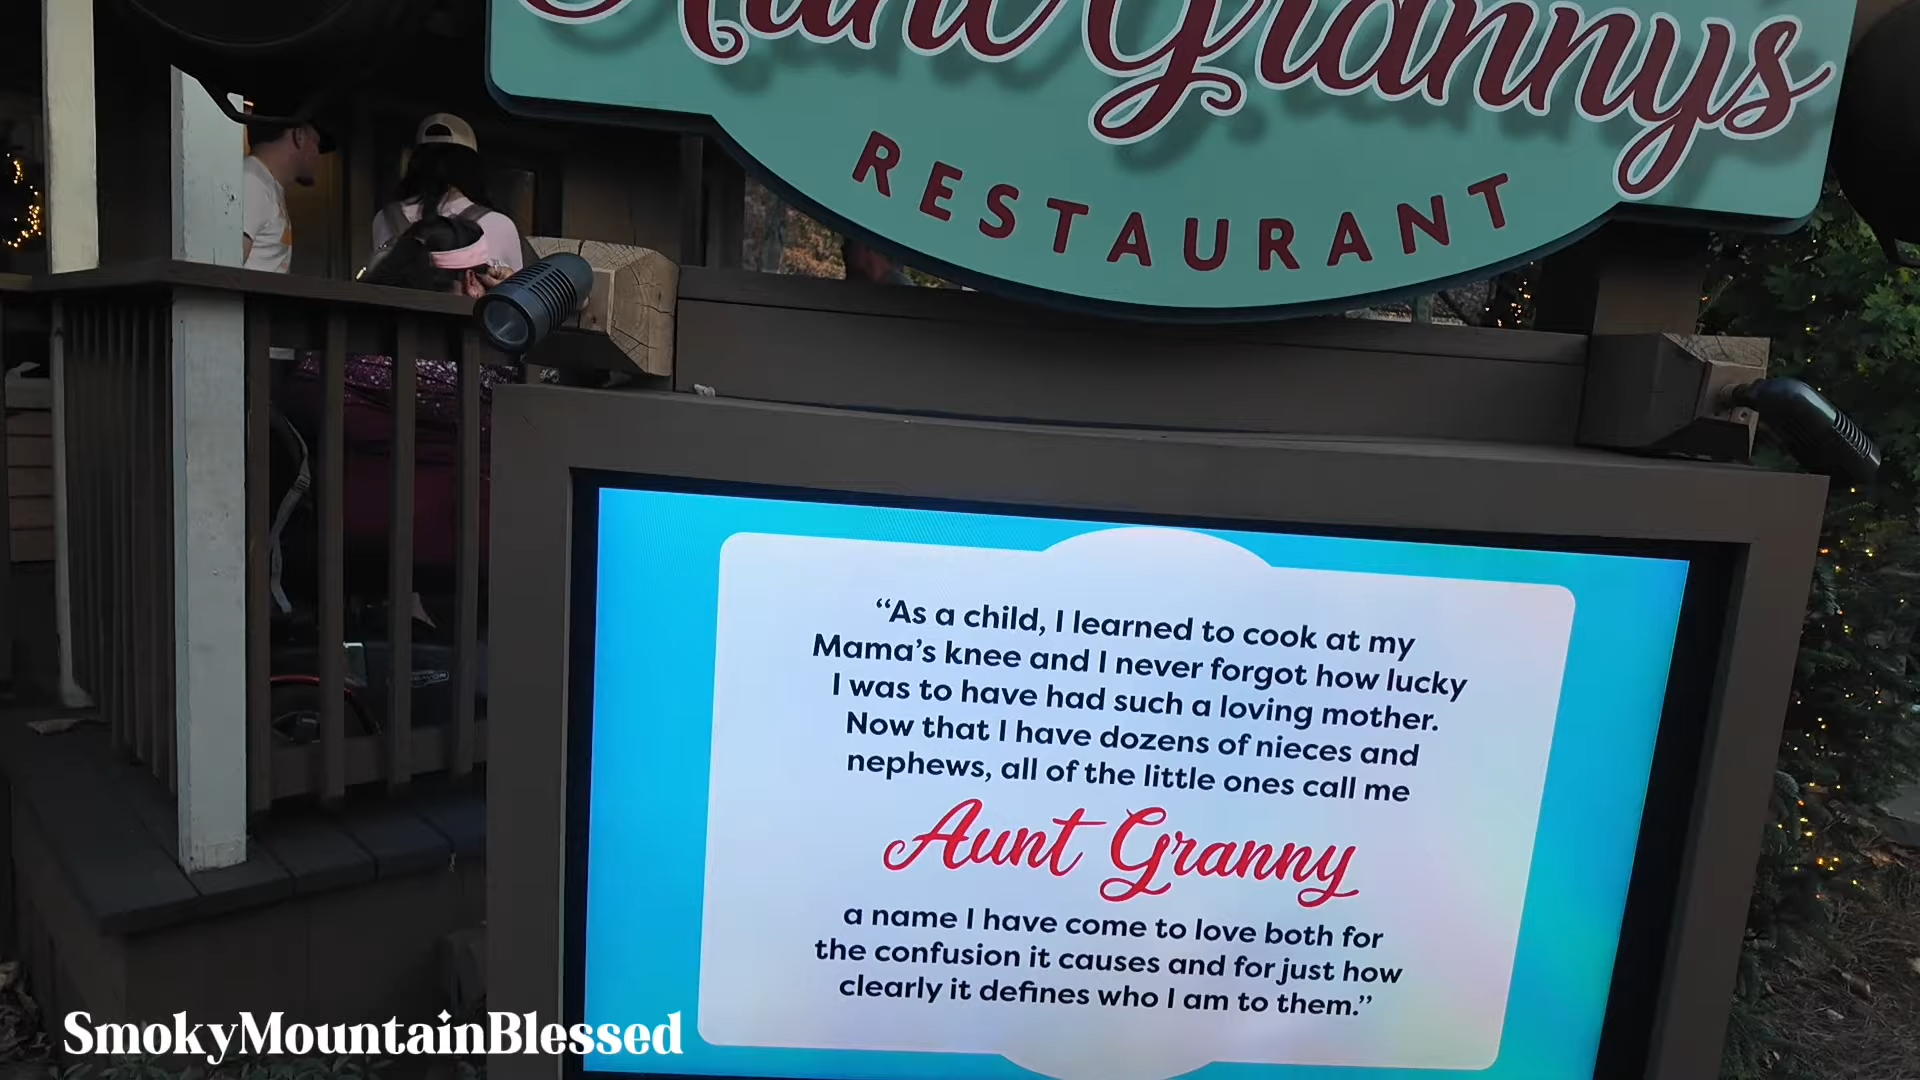 Aunt Granny's
RESTAURANT
“As a child, I learned to cook at my
Mama’s knee and I never forgot how lucky
I was to have had such a loving mother.
Now that I have dozens of nieces and
nephews, all of the little ones call me
Aunt Granny
a name I have come to love both for
the confusion it causes and for just how
clearly it defines who I am to them.”
SmokyMountainBlessed